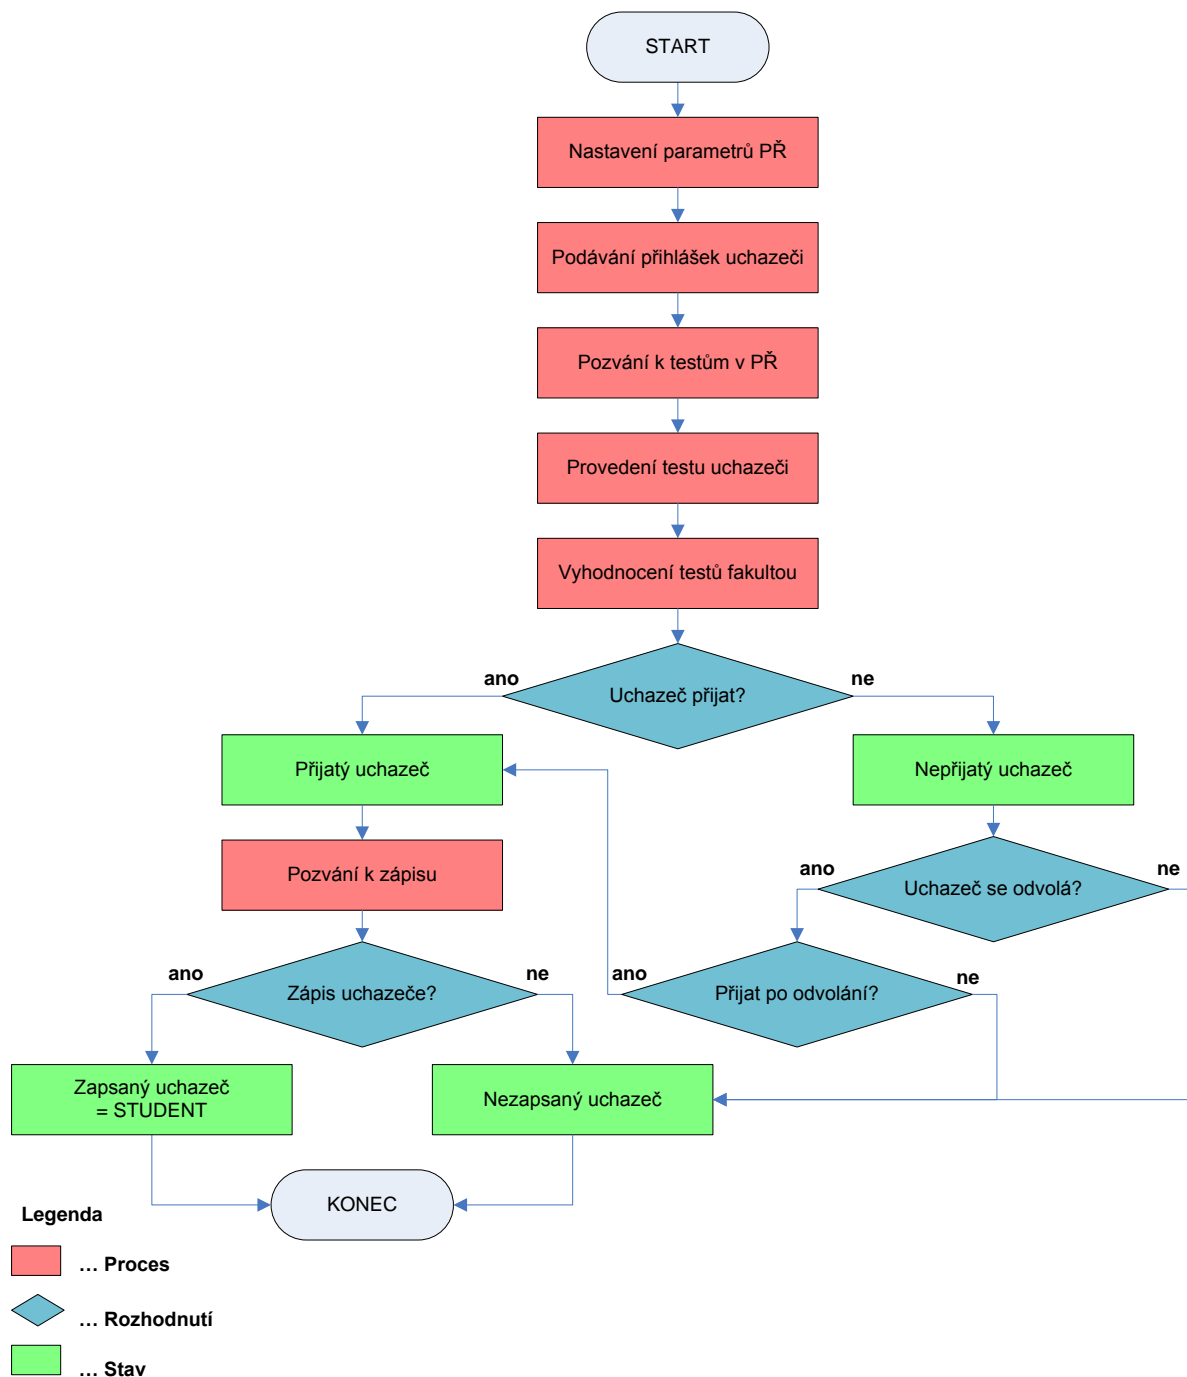 START
Nastavení parametrů PŘ
Podávání přihlášek uchazeči
Pozvání k testům v PŘ
Provedení testu uchazeči
Vyhodnocení testů fakultou
ano
Uchazeč přijat?
ne
Přijatý uchazeč
Nepřijatý uchazeč
Pozvání k zápisu
ano
Uchazeč se odvolá?
ne
ano
Zápis uchazeče?
ne
ano
Přijat po odvolání?
ne
Zapsaný uchazeč
= STUDENT
Nezapsaný uchazeč
KONEC
Legenda
... Proces
... Rozhodnutí
... Stav